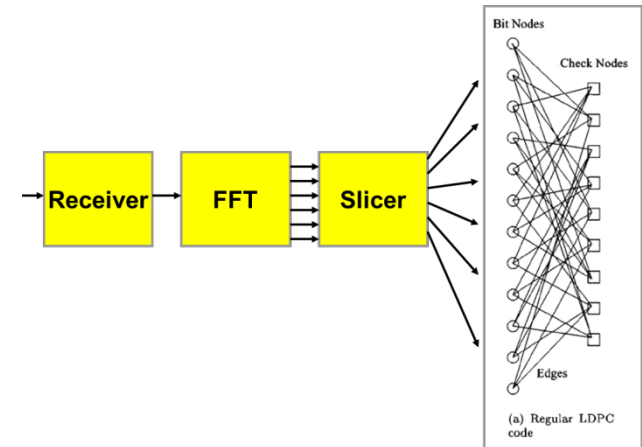 Bit Nodes
Check Nodes
Receiver
FFT
Slicer
Edges
(a) Regular LDPC
code